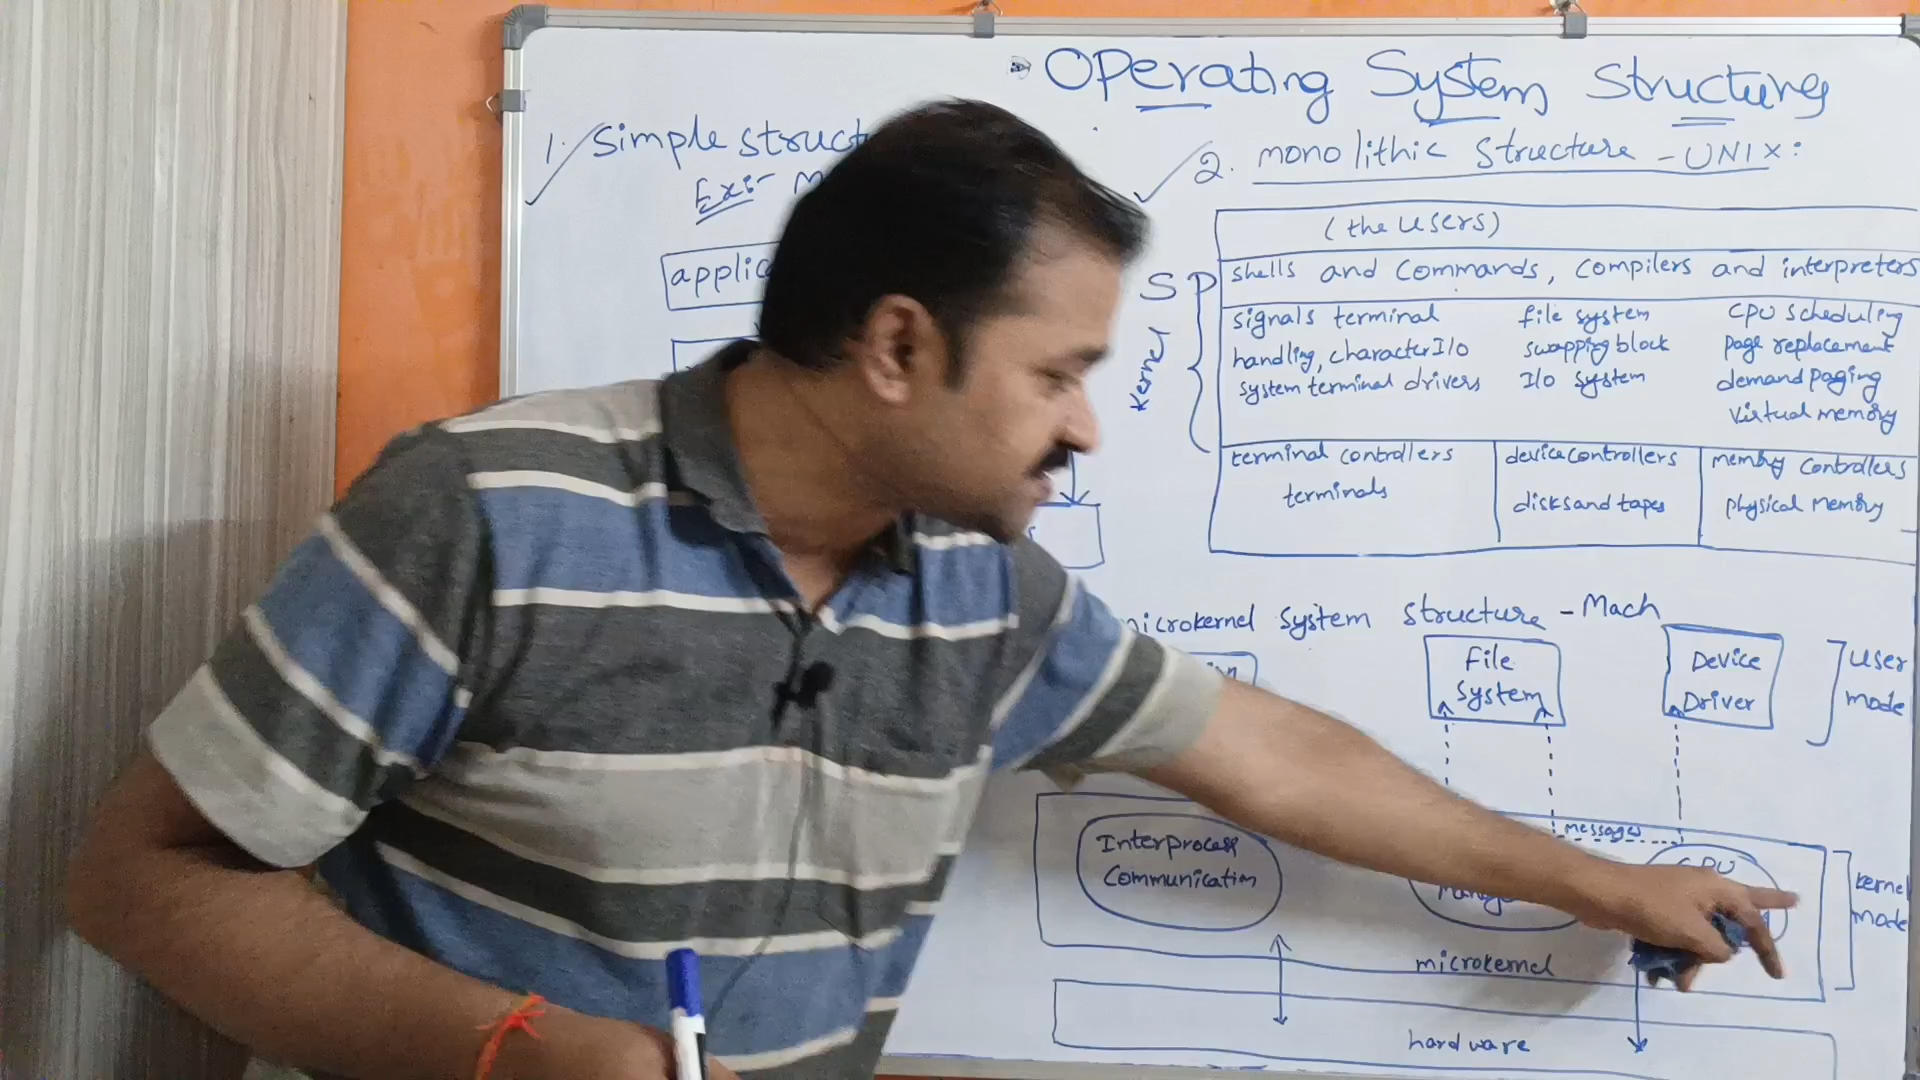 Operating System Structures
1. Simple struct
Ex:-
applic
2. monolithic Structure - UNIX:
(the users)
shells and commands, compilers and interpreters
S P
Kernel
signals terminal
handling, character I/O
system terminal drivers
file system
swapping block
I/O system
CPU scheduling
page replacement
demand paging
virtual memory
terminal controllers
terminals
device controllers
disks and tapes
memory controllers
physical memory
microkernel System structure - Mach
File
System
Device
Driver
user
mode
messages
Interprocess
Communication
CPU
kernel
mode
microkernel
hardware